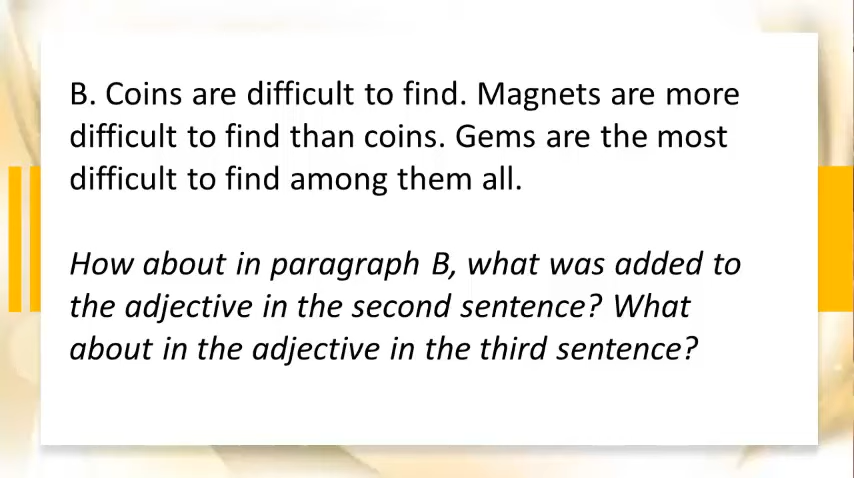 B. Coins are difficult to find. Magnets are more
difficult to find than coins. Gems are the most
difficult to find among them all.
How about in paragraph B, what was added to
the adjective in the second sentence? What
about in the adjective in the third sentence?